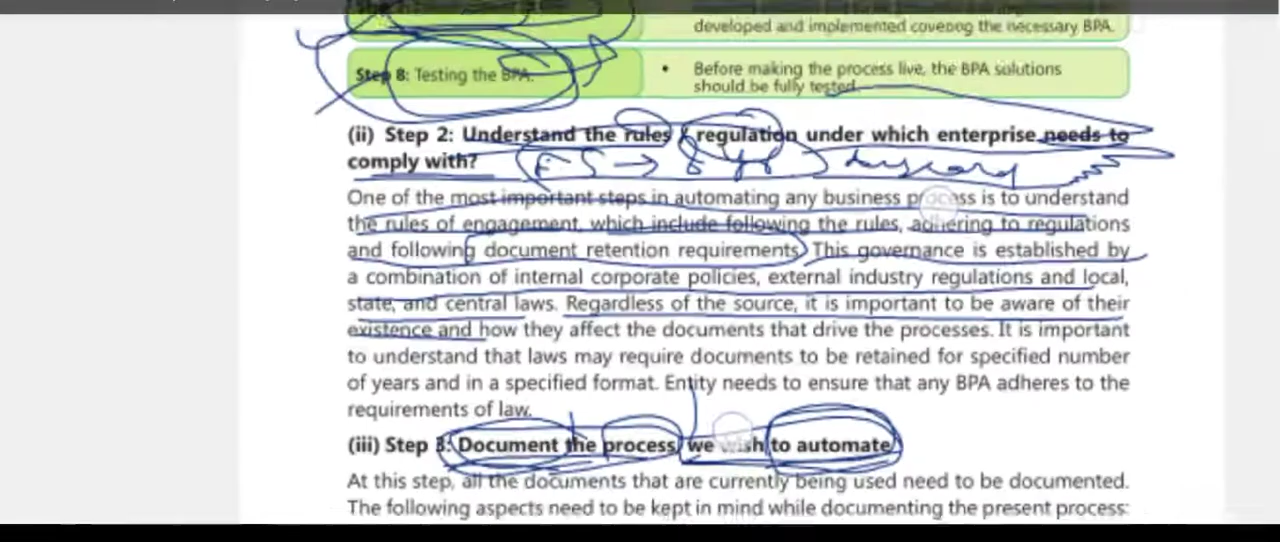 developed and implemented covering the necessary BPA.
Step 8: Testing the BPA.
• Before making the process live, the BPA solutions
should be fully tested.
(ii) Step 2: Understand the rules & regulation under which enterprise needs to
comply with?
One of the most important steps in automating any business process is to understand
the rules of engagement, which include following the rules, adhering to regulations
and following document retention requirements. This governance is established by
a combination of internal corporate policies, external industry regulations and local,
state, and central laws. Regardless of the source, it is important to be aware of their
existence and how they affect the documents that drive the processes. It is important
to understand that laws may require documents to be retained for specified number
of years and in a specified format. Entity needs to ensure that any BPA adheres to the
requirements of law.
(iii) Step 3: Document the process we wish to automate
At this step, all the documents that are currently being used need to be documented.
The following aspects need to be kept in mind while documenting the present process: